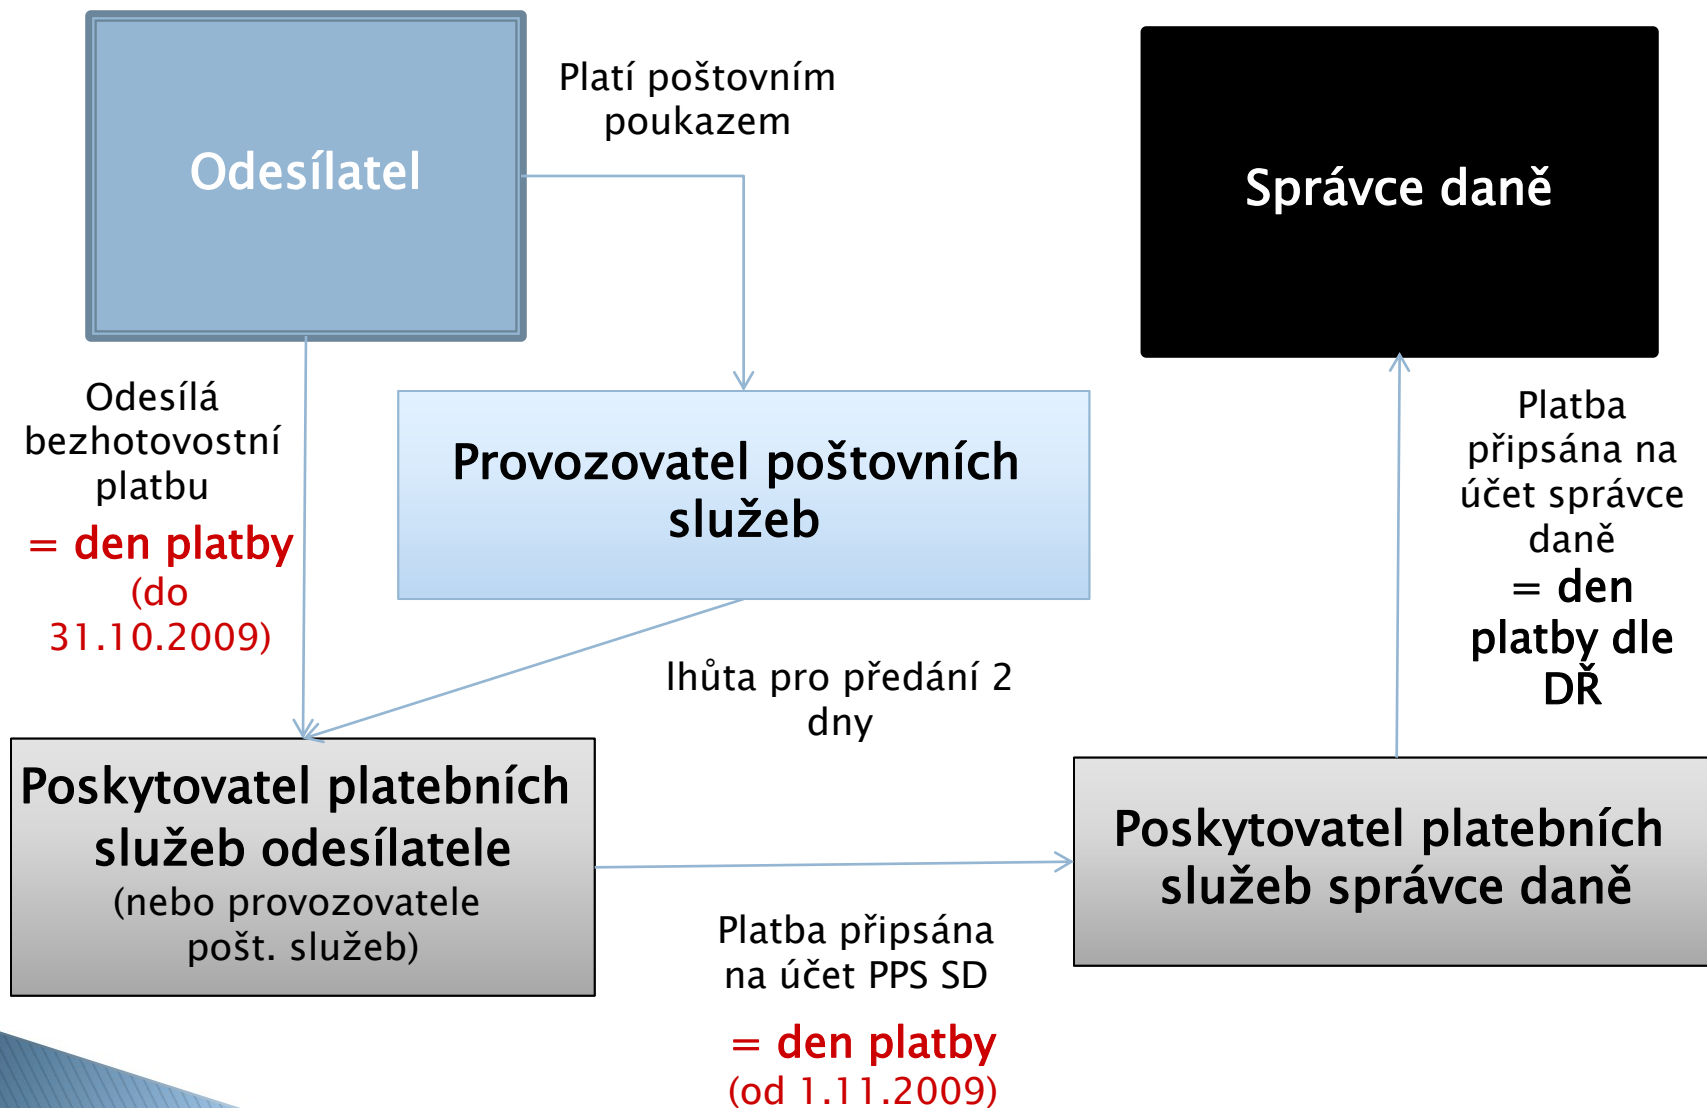 Odesílatel
Platí poštovním
poukazem
Správce daně
Odesílá
bezhotovostní
platbu
= den platby
(do
31.10.2009)
Provozovatel poštovních
služeb
Platba
připsána na
účet správce
daně
= den
platby dle
DŘ
lhůta pro předání 2
dny
Poskytovatel platebních
služeb odesílatele
(nebo provozovatele
pošt. služeb)
Poskytovatel platebních
služeb správce daně
Platba připsána
na účet PPS SD
= den platby
(od 1.11.2009)